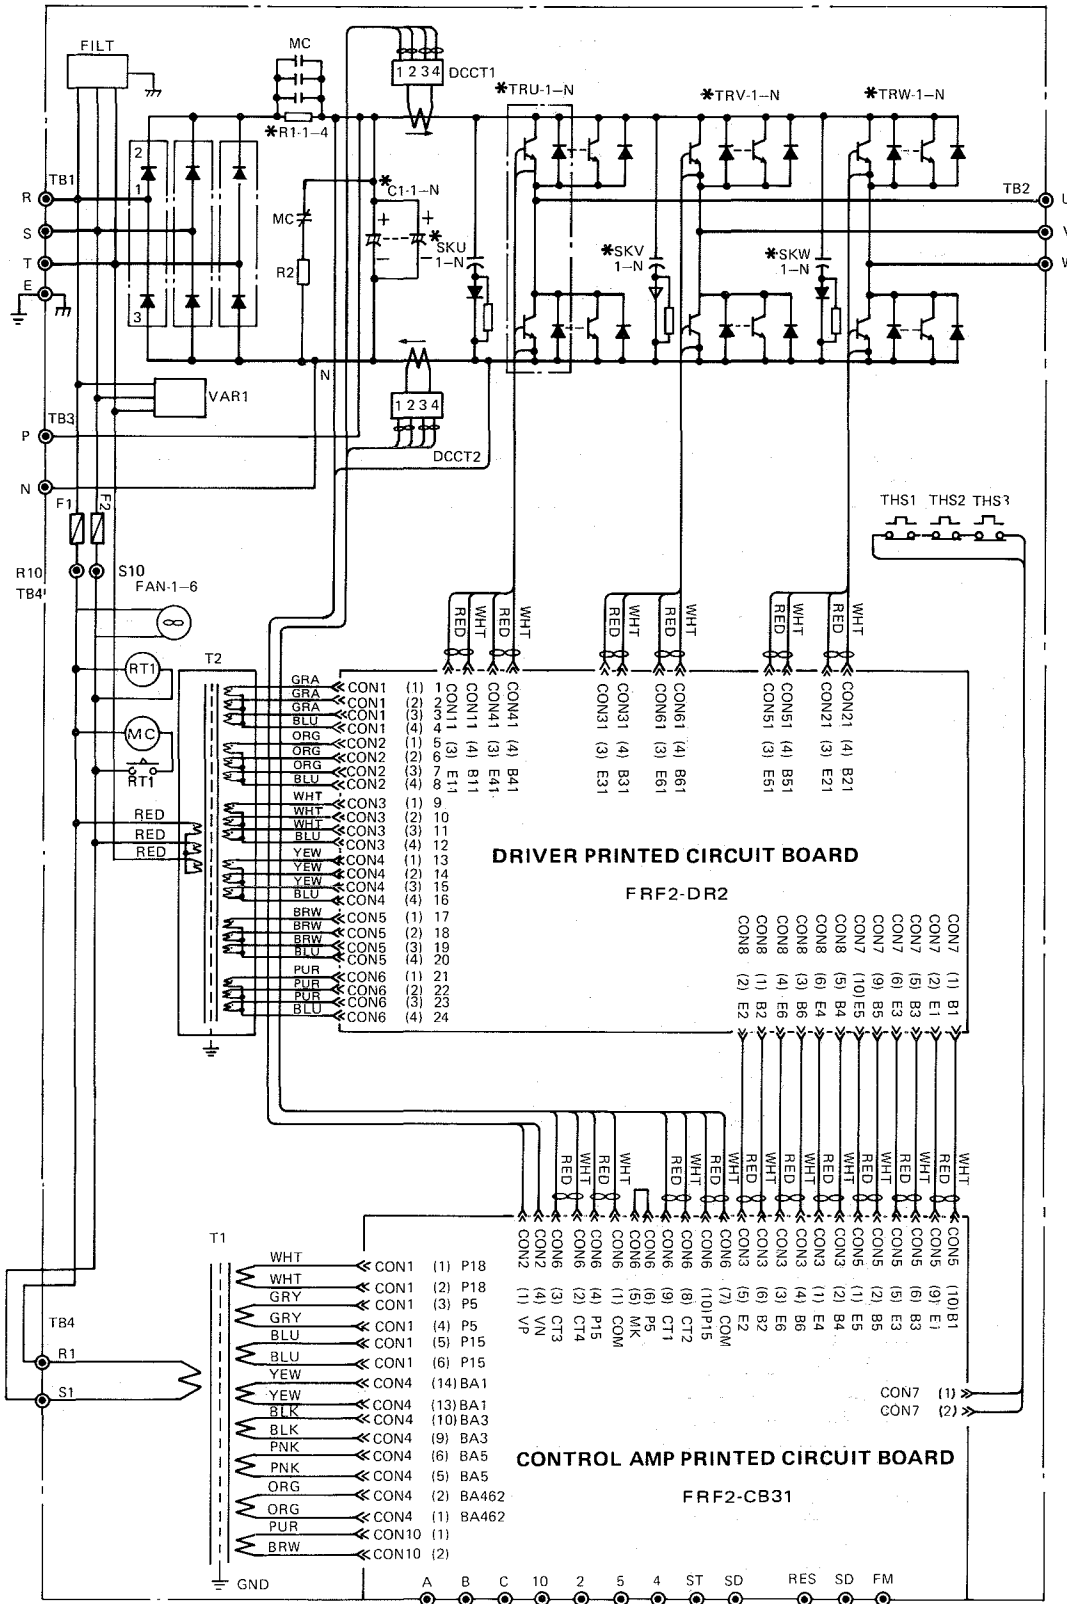 FILT
MC
1 2 3 4
DCCT1
*TRU-1-N
*TRV-1-N
*TRW-1-N
*R1-1-4
2
1
3
TB1
R
S
T
E
MC
R2
*
C1-1-N
+ +
− −
*SKU
1-N
*SKV
1-N
*SKW
1-N
TB2
U
V
W
N
VAR1
TB3
P
N
1 2 3 4
DCCT2
F1
F2
THS1 THS2 THS3
R10
S10
TB4
FAN-1-6
RT1
MC
RT1
RED
RED
RED
T2
RED WHT RED WHT
RED WHT RED WHT
RED WHT RED WHT
CON11 (3) E11
CON11 (4) B11
CON41 (3) E41
CON41 (4) B41
CON31 (3) E31
CON31 (4) B31
CON61 (3) E61
CON61 (4) B61
CON51 (3) E51
CON51 (4) B51
CON21 (3) E21
CON21 (4) B21
GRA CON1 (1) 1
GRA CON1 (2) 2
GRA CON1 (3) 3
BLU CON1 (4) 4
ORG CON2 (1) 5
ORG CON2 (2) 6
ORG CON2 (3) 7
BLU CON2 (4) 8
WHT CON3 (1) 9
WHT CON3 (2) 10
WHT CON3 (3) 11
BLU CON3 (4) 12
YEW CON4 (1) 13
YEW CON4 (2) 14
YEW CON4 (3) 15
BLU CON4 (4) 16
BRW CON5 (1) 17
BRW CON5 (2) 18
BRW CON5 (3) 19
BLU CON5 (4) 20
PUR CON6 (1) 21
PUR CON6 (2) 22
PUR CON6 (3) 23
BLU CON6 (4) 24
DRIVER PRINTED CIRCUIT BOARD
FRF2-DR2
CON8 (2) E2
CON8 (1) B2
CON8 (4) E6
CON8 (3) B6
CON8 (6) E4
CON8 (5) B4
CON7 (10) E5
CON7 (9) B5
CON7 (6) E3
CON7 (5) B3
CON7 (2) E1
CON7 (1) B1
RED WHT RED WHT
RED WHT RED WHT
RED WHT RED WHT RED WHT RED WHT RED WHT
CON2 (1) VP
CON2 (4) VN
CON6 (3) CT3
CON6 (2) CT4
CON6 (4) P15
CON6 (1) COM
CON6 (5) MK
CON6 (6) P5
CON6 (9) CT1
CON6 (8) CT2
CON6 (10) P15
CON6 (7) COM
CON3 (5) E2
CON3 (6) B2
CON3 (3) E6
CON3 (4) B6
CON3 (1) E4
CON3 (2) B4
CON5 (1) E5
CON5 (2) B5
CON5 (5) E3
CON5 (6) B3
CON5 (9) E1
CON5 (10) B1
T1
WHT CON1 (1) P18
WHT CON1 (2) P18
GRY CON1 (3) P5
GRY CON1 (4) P5
BLU CON1 (5) P15
BLU CON1 (6) P15
YEW CON4 (14) BA1
YEW CON4 (13) BA1
BLK CON4 (10) BA3
BLK CON4 (9) BA3
PNK CON4 (6) BA5
PNK CON4 (5) BA5
ORG CON4 (2) BA462
ORG CON4 (1) BA462
PUR CON10 (1)
BRW CON10 (2)
GND
TB4
R1
S1
CON7 (1)
CON7 (2)
CONTROL AMP PRINTED CIRCUIT BOARD
FRF2-CB31
A B C 10 2 5 4 ST SD RES SD FM